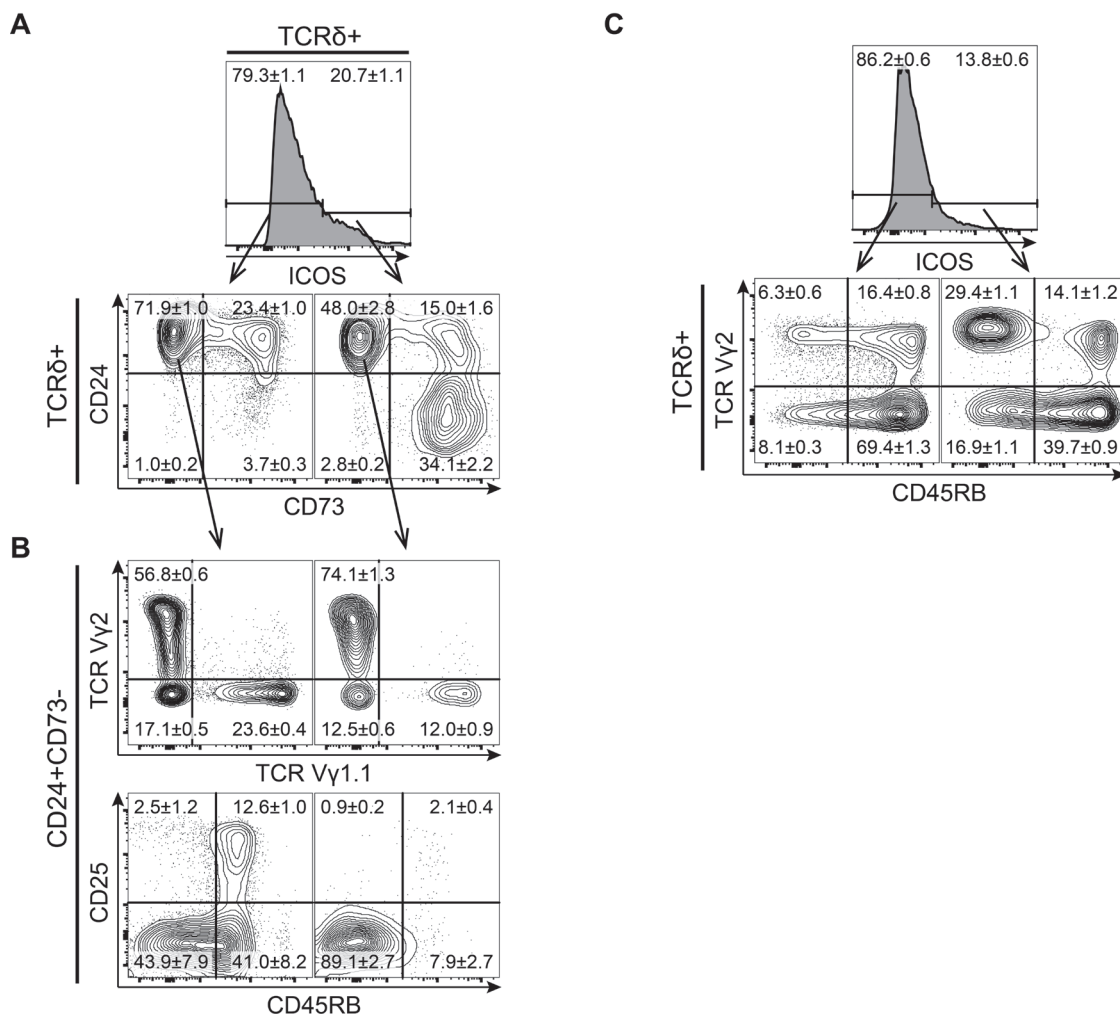 A
TCRδ+
79.3±1.1 20.7±1.1
ICOS
TCRδ+
CD24
71.9±1.0 23.4±1.0 48.0±2.8 15.0±1.6
1.0±0.2 3.7±0.3 2.8±0.2 34.1±2.2
CD73
B
CD24+CD73-
TCR Vγ2
56.8±0.6 74.1±1.3
17.1±0.5 23.6±0.4 12.5±0.6 12.0±0.9
TCR Vγ1.1
CD25
2.5±1.2 12.6±1.0 0.9±0.2 2.1±0.4
43.9±7.9 41.0±8.2 89.1±2.7 7.9±2.7
CD45RB
C
86.2±0.6 13.8±0.6
ICOS
TCRδ+
TCR Vγ2
6.3±0.6 16.4±0.8 29.4±1.1 14.1±1.2
8.1±0.3 69.4±1.3 16.9±1.1 39.7±0.9
CD45RB